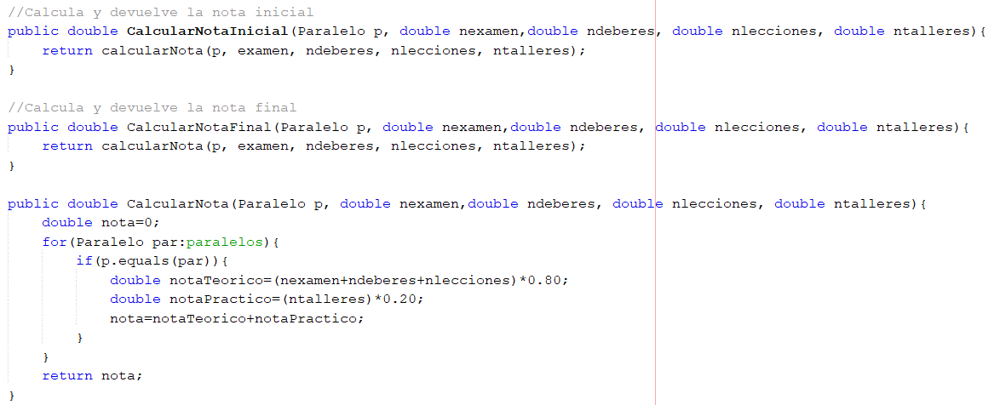 //Calcula y devuelve la nota inicial
public double CalcularNotaInicial(Paralelo p, double nexamen,double ndeberes, double nlecciones, double ntalleres){
    return calcularNota(p, examen, ndeberes, nlecciones, ntalleres);
}

//Calcula y devuelve la nota final
public double CalcularNotaFinal(Paralelo p, double nexamen,double ndeberes, double nlecciones, double ntalleres){
    return calcularNota(p, examen, ndeberes, nlecciones, ntalleres);
}

public double CalcularNota(Paralelo p, double nexamen,double ndeberes, double nlecciones, double ntalleres){
    double nota=0;
    for(Paralelo par:paralelos){
        if(p.equals(par)){
            double notaTeorico=(nexamen+ndeberes+nlecciones)*0.80;
            double notaPractico=(ntalleres)*0.20;
            nota=notaTeorico+notaPractico;
        }
    }
    return nota;
}